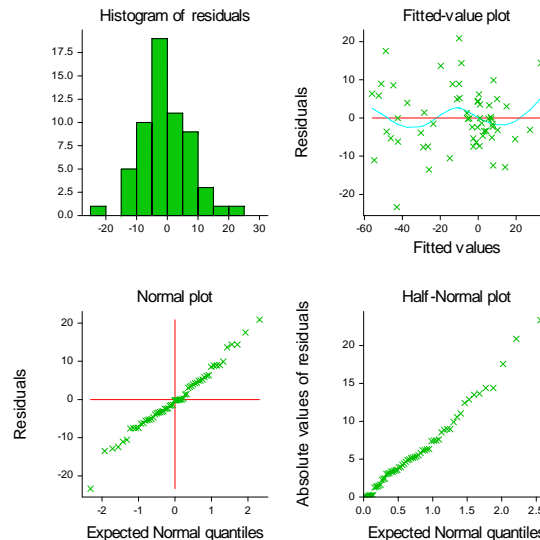 Histogram of residuals
17.5
15.0
12.5
10.0
7.5
5.0
2.5
0.0
-20 -10 0 10 20 30
Fitted-value plot
Residuals
20
10
0
-10
-20
-60 -40 -20 0 20
Fitted values
Normal plot
Residuals
20
10
0
-10
-20
-2 -1 0 1 2
Expected Normal quantiles
Half-Normal plot
Absolute values of residuals
20
15
10
5
0
0.0 0.5 1.0 1.5 2.0 2.5
Expected Normal quantiles